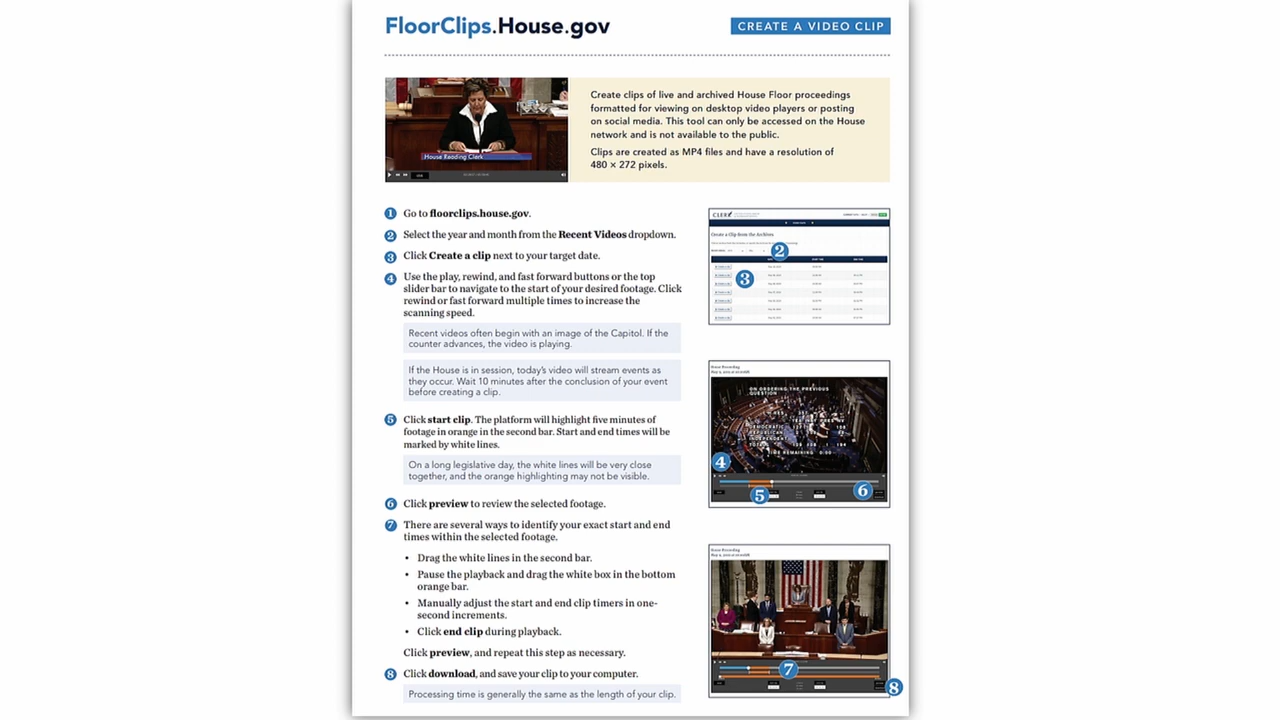 FloorClips.House.gov
CREATE A VIDEO CLIP
House Reading Clerk
Create clips of live and archived House Floor proceedings
formatted for viewing on desktop video players or posting
on social media. This tool can only be accessed on the House
network and is not available to the public.
Clips are created as MP4 files and have a resolution of
480 × 272 pixels.
1 Go to floorclips.house.gov.
2 Select the year and month from the Recent Videos dropdown.
3 Click Create a clip next to your target date.
4 Use the play, rewind, and fast forward buttons or the top
slider bar to navigate to the start of your desired footage. Click
rewind or fast forward multiple times to increase the
scanning speed.
Recent videos often begin with an image of the Capitol. If the
counter advances, the video is playing.
If the House is in session, today's video will stream events as
they occur. Wait 10 minutes after the conclusion of your event
before creating a clip.
5 Click start clip. The platform will highlight five minutes of
footage in orange in the second bar. Start and end times will be
marked by white lines.
On a long legislative day, the white lines will be very close
together, and the orange highlighting may not be visible.
6 Click preview to review the selected footage.
7 There are several ways to identify your exact start and end
times within the selected footage.
• Drag the white lines in the second bar.
• Pause the playback and drag the white box in the bottom
orange bar.
• Manually adjust the start and end clip timers in one-
second increments.
• Click end clip during playback.
Click preview, and repeat this step as necessary.
8 Click download, and save your clip to your computer.
Processing time is generally the same as the length of your clip.
CLERK
Create a Clip from the Archives
2
3
House Recording
ON ORDERING THE PREVIOUS
QUESTION
DEMOCRATIC
REPUBLICAN
INDEPENDENT
TIME REMAINING 0:00
4
5
6
House Recording
7
8